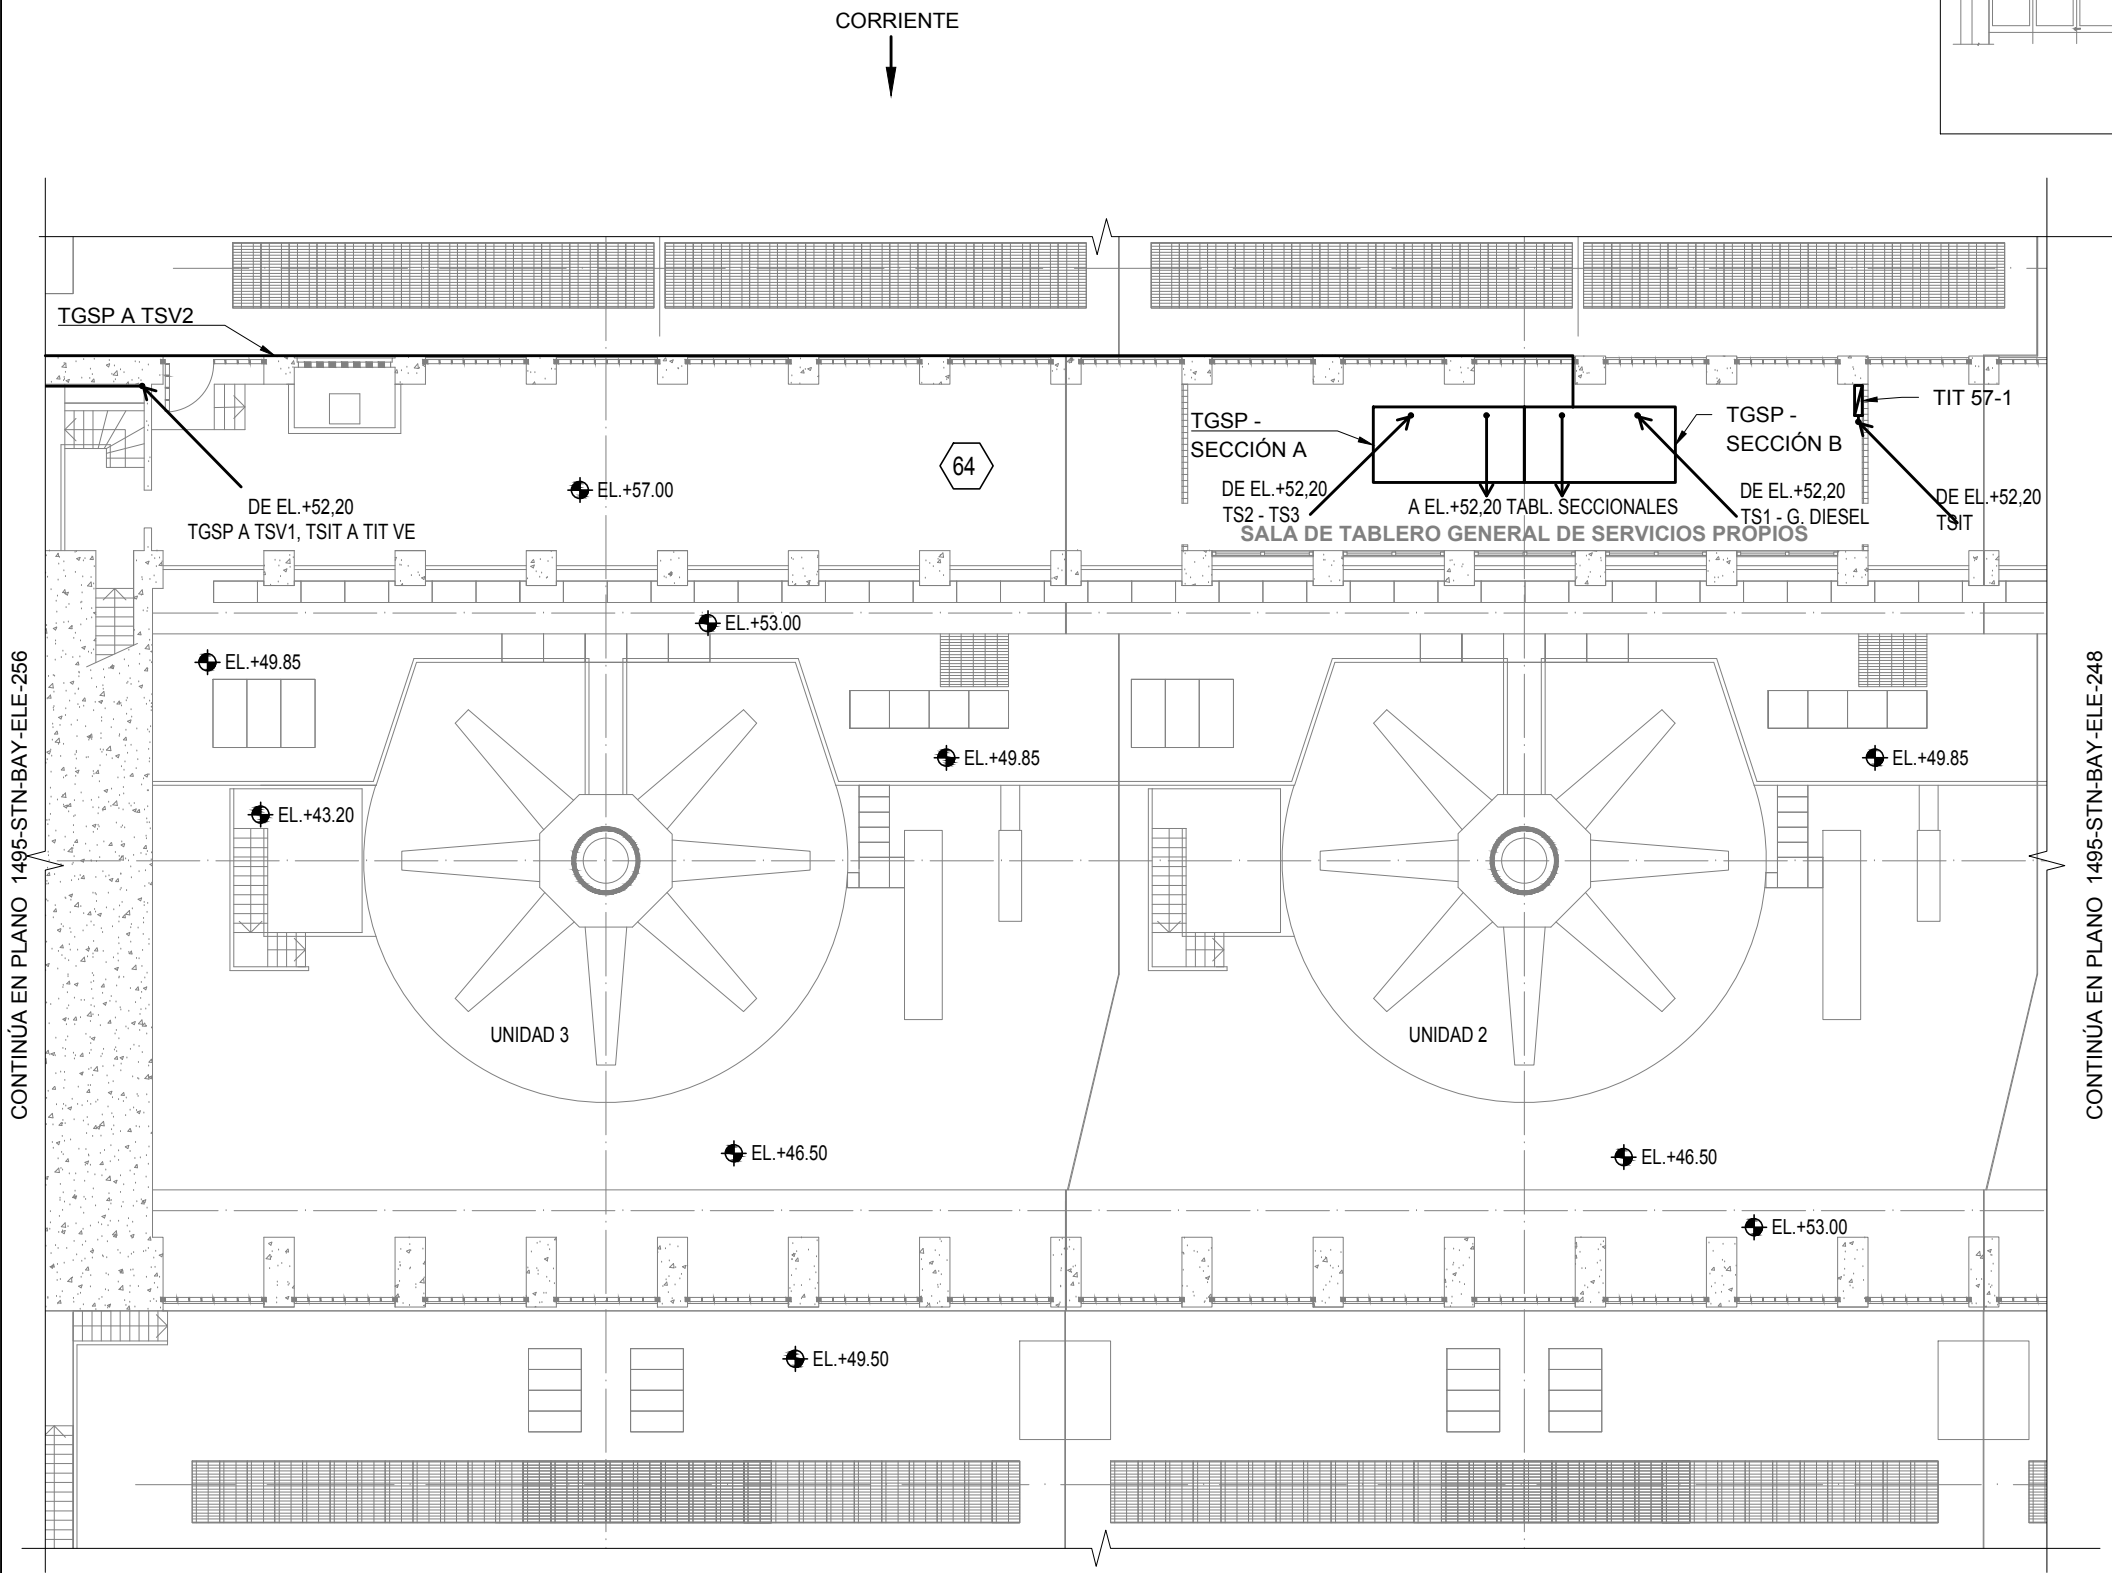 CORRIENTE
TGSP A TSV2
TIT 57-1
TGSP -
SECCIÓN A
TGSP -
SECCIÓN B
64
EL.+57.00
DE EL.+52,20
TS2 - TS3
A EL.+52,20 TABL. SECCIONALES
DE EL.+52,20
TS1 - G. DIESEL
DE EL.+52,20
TSIT
DE EL.+52,20
TGSP A TSV1, TSIT A TIT VE
SALA DE TABLERO GENERAL DE SERVICIOS PROPIOS
EL.+53.00
EL.+49.85
EL.+49.85
EL.+49.85
EL.+43.20
CONTINÚA EN PLANO 1495-STN-BAY-ELE-256
CONTINÚA EN PLANO 1495-STN-BAY-ELE-248
UNIDAD 3
UNIDAD 2
EL.+46.50
EL.+46.50
EL.+53.00
EL.+49.50